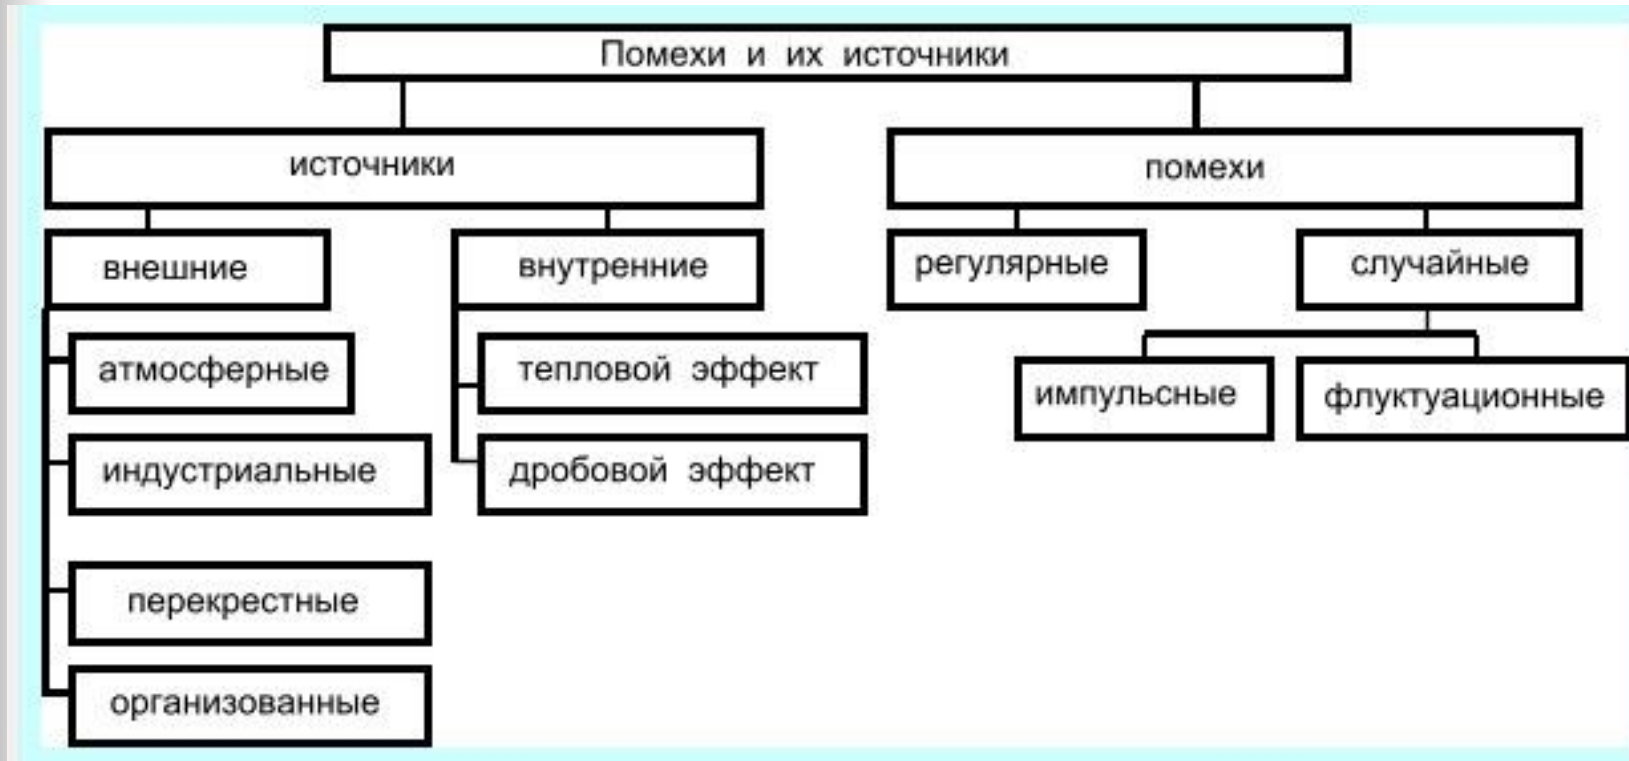 Помехи и их источники
источники
помехи
внешние
внутренние
регулярные
случайные
атмосферные
тепловой эффект
импульсные
флуктуационные
индустриальные
дробовой эффект
перекрестные
организованные